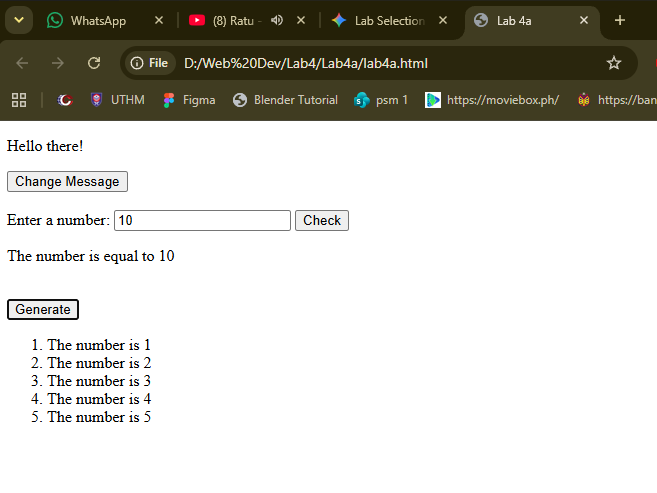 WhatsApp (8) Ratu - Lab Selection Lab 4a
File D:/Web%20Dev/Lab4/Lab4a/lab4a.html
UTHM Figma Blender Tutorial psm 1 https://moviebox.ph/ https://ban
Hello there!
Change Message
Enter a number: 10 Check
The number is equal to 10
Generate
1. The number is 1
2. The number is 2
3. The number is 3
4. The number is 4
5. The number is 5